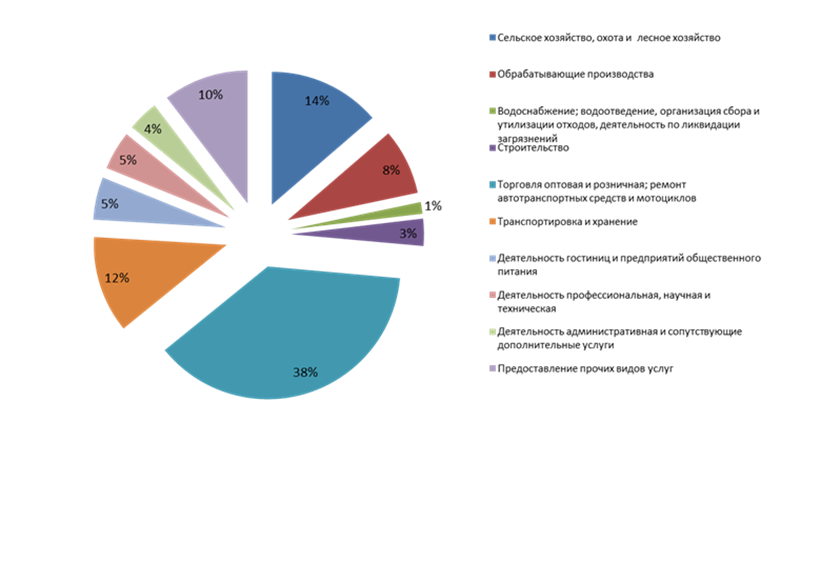 14%
8%
1%
3%
38%
12%
5%
5%
4%
10%
Сельское хозяйство, охота и лесное хозяйство
Обрабатывающие производства
Водоснабжение; водоотведение, организация сбора и
утилизации отходов, деятельность по ликвидации
загрязнений
Строительство
Торговля оптовая и розничная; ремонт
автотранспортных средств и мотоциклов
Транспортировка и хранение
Деятельность гостиниц и предприятий общественного
питания
Деятельность профессиональная, научная и
техническая
Деятельность административная и сопутствующие
дополнительные услуги
Предоставление прочих видов услуг